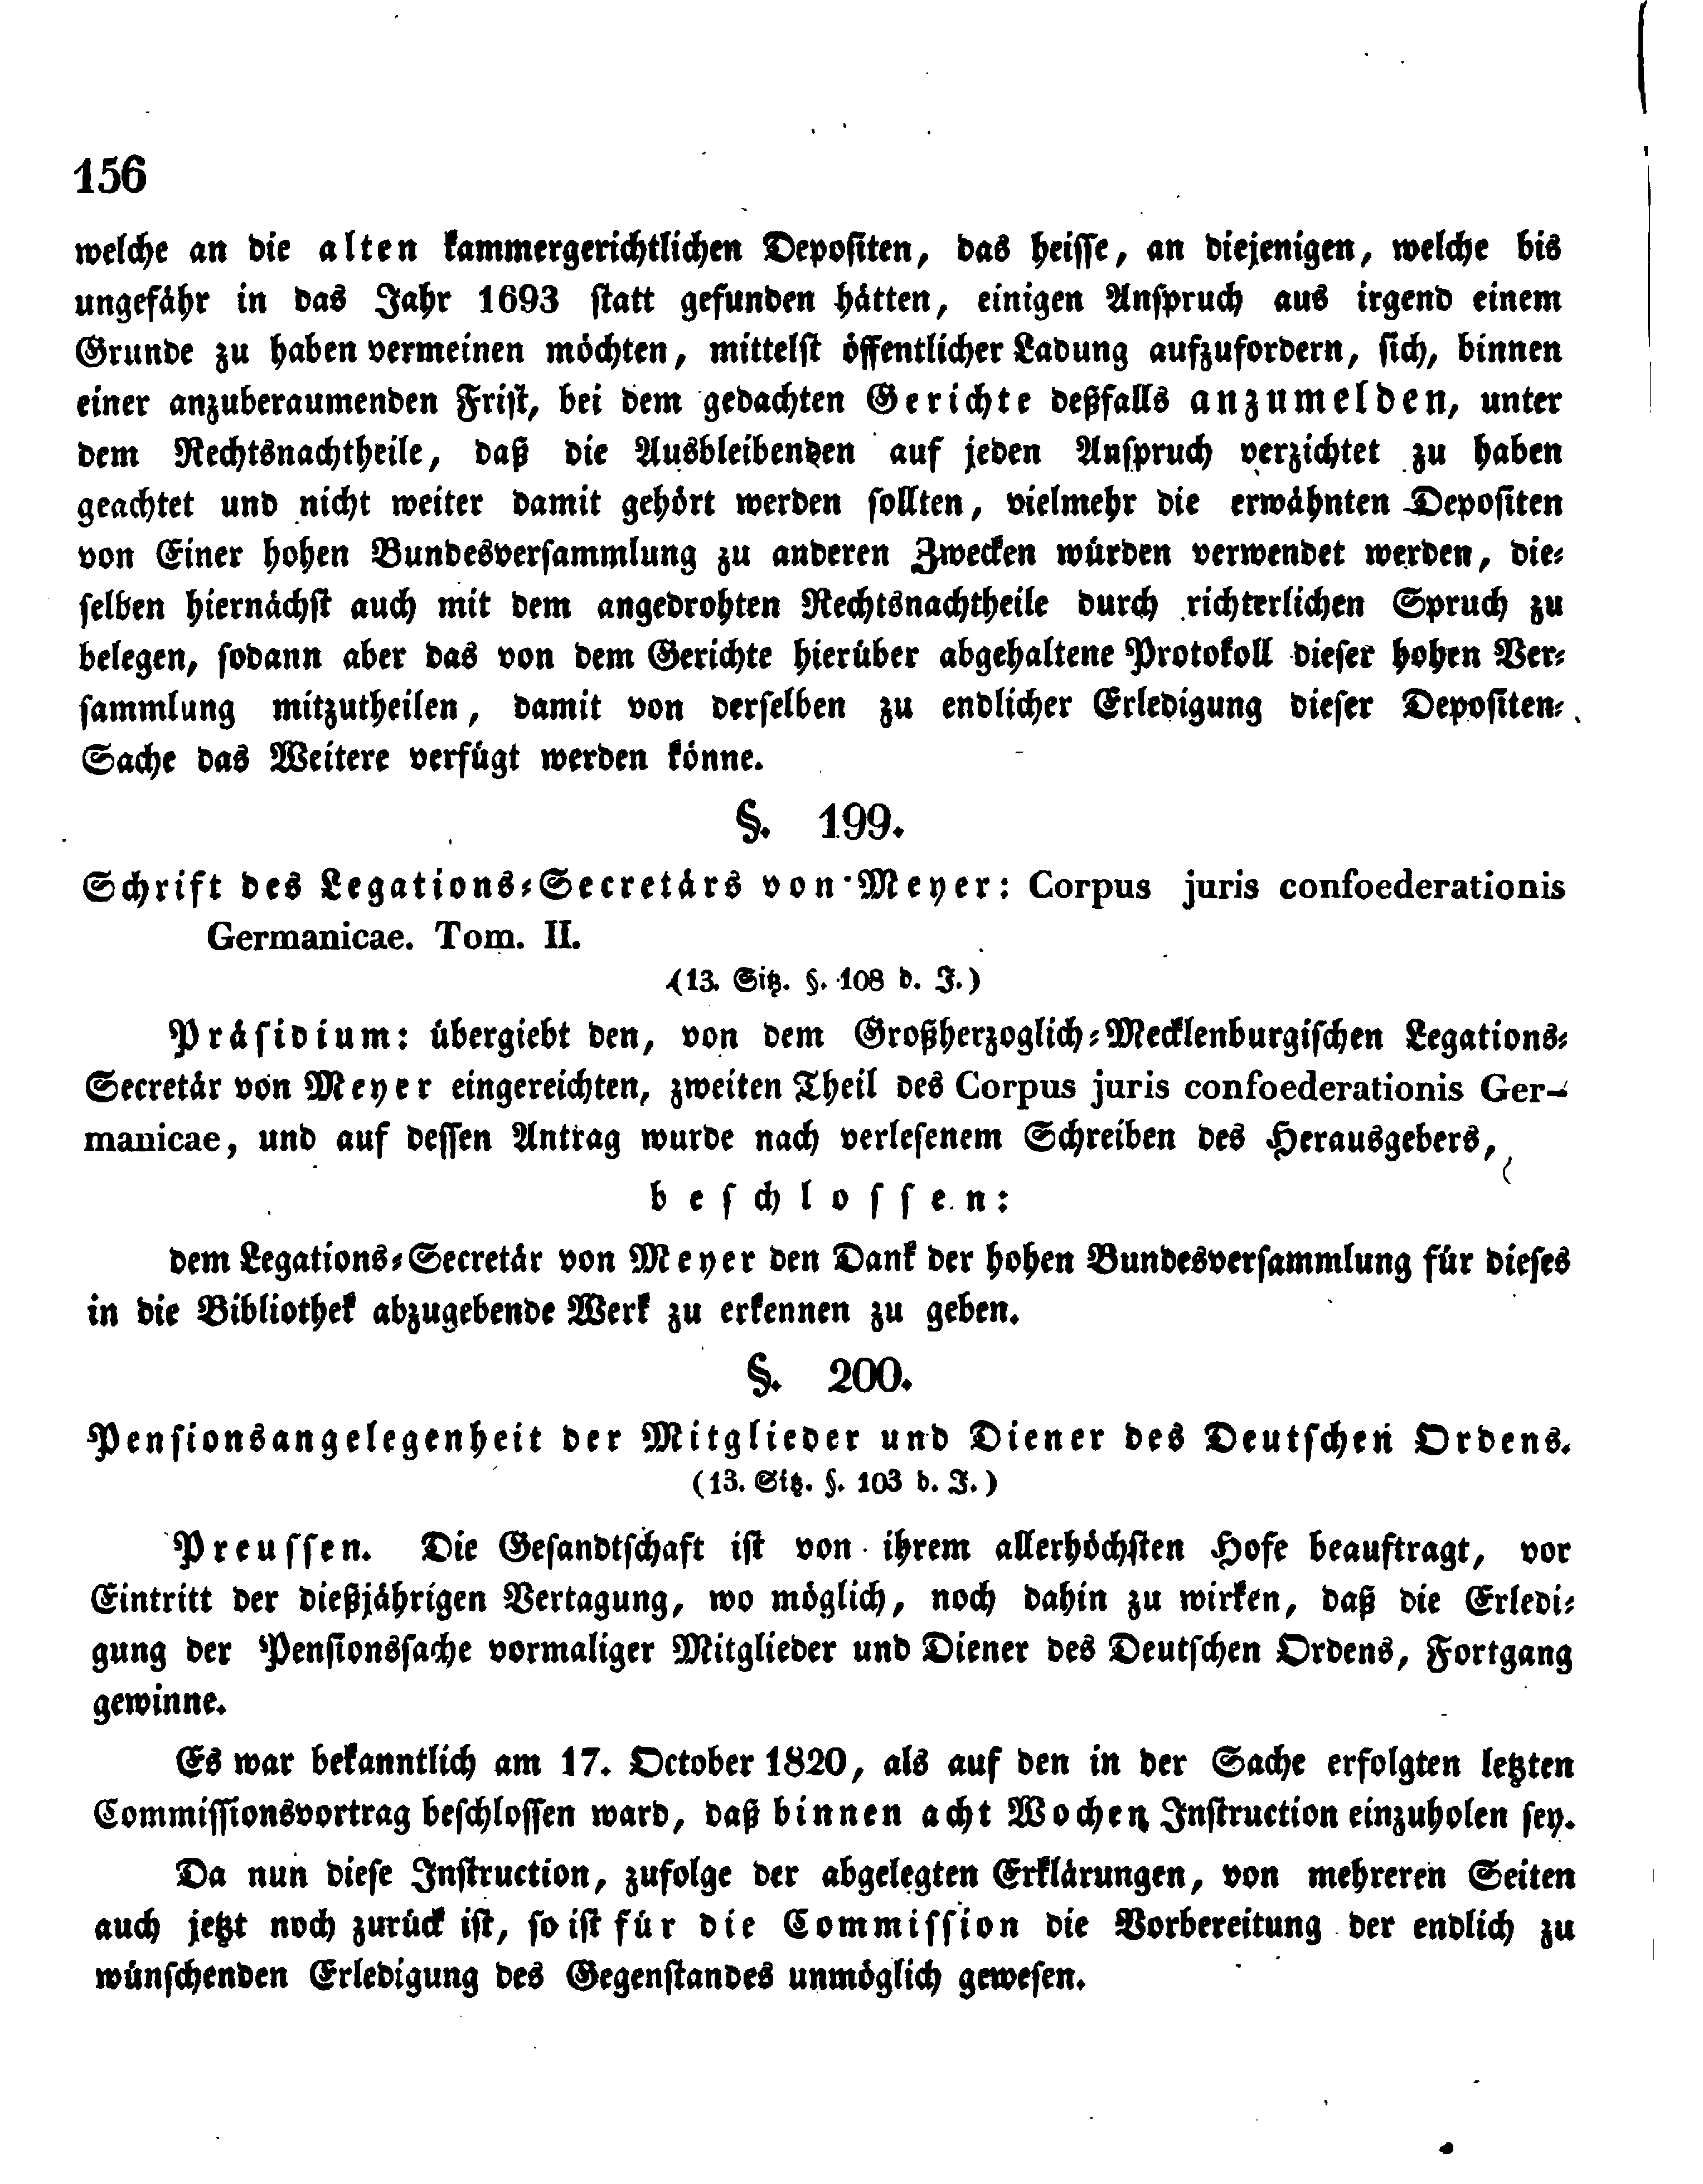 156
welche an die alten kammergerichtlichen Depositen, das heisse, an diejenigen, welche bis
ungefähr in das Jahr 1693 statt gefunden hätten, einigen Anspruch aus irgend einem
Grunde zu haben vermeinen möchten, mittelst öffentlicher Ladung aufzufordern, sich, binnen
einer anzuberaumenden Frist, bei dem gedachten Gerichte deßfalls anzumelden, unter
dem Rechtsnachtheile, daß die Ausbleibenden auf jeden Anspruch verzichtet zu haben
geachtet und nicht weiter damit gehört werden sollten, vielmehr die erwähnten Depositen
von Einer hohen Bundesversammlung zu anderen Zwecken würden verwendet werden, die-
selben hiernächst auch mit dem angedrohten Rechtsnachtheile durch richterlichen Spruch zu
belegen, sodann aber das von dem Gerichte hierüber abgehaltene Protokoll dieser hohen Ver-
sammlung mitzutheilen, damit von derselben zu endlicher Erledigung dieser Depositen-
Sache das Weitere verfügt werden könne.
§. 199.
Schrift des Legations-Secretärs von Meyer: Corpus juris confoederationis
Germanicae. Tom. II.
(13. Sitz. §. 108 d. J.)
Präsidium: übergiebt den, von dem Großherzoglich-Mecklenburgischen Legations-
Secretär von Meyer eingereichten, zweiten Theil des Corpus juris confoederationis Ger-
manicae, und auf dessen Antrag wurde nach verlesenem Schreiben des Herausgebers,
beschlossen:
dem Legations-Secretär von Meyer den Dank der hohen Bundesversammlung für dieses
in die Bibliothek abzugebende Werk zu erkennen zu geben.
§. 200.
Pensionsangelegenheit der Mitglieder und Diener des Deutschen Ordens.
(13. Sitz. §. 103 d. J.)
Preussen. Die Gesandtschaft ist von ihrem allerhöchsten Hofe beauftragt, vor
Eintritt der dießjährigen Vertagung, wo möglich, noch dahin zu wirken, daß die Erledi-
gung der Pensionssache vormaliger Mitglieder und Diener des Deutschen Ordens, Fortgang
gewinne.
Es war bekanntlich am 17. October 1820, als auf den in der Sache erfolgten letzten
Commissionsvortrag beschlossen ward, daß binnen acht Wochen Instruction einzuholen sey.
Da nun diese Instruction, zufolge der abgelegten Erklärungen, von mehreren Seiten
auch jetzt noch zurück ist, so ist für die Commission die Vorbereitung der endlich zu
wünschenden Erledigung des Gegenstandes unmöglich gewesen.